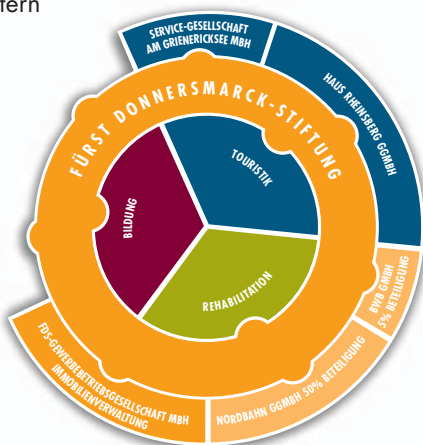 tern
SERVICE-GESELLSCHAFT
AM GRIENERICKSEE MBH
HAUS RHEINSBERG GGMBH
FÜRST DONNERSMARCK-STIFTUNG
TOURISTIK
BILDUNG
REHABILITATION
BWB GMBH
5% BETEILIGUNG
NORDBAHN GGMBH 50% BETEILIGUNG
FDS-GEWERBEBETRIEBSGESELLSCHAFT MBH
IMMOBILIENVERWALTUNG